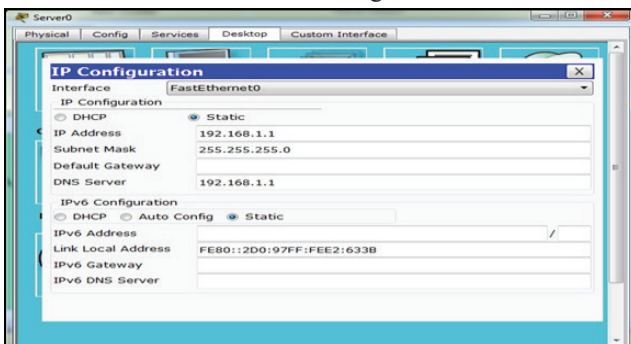 Server0
Physical Config Services Desktop Custom Interface
IP Configuration X
Interface FastEthernet0
IP Configuration
DHCP Static
IP Address 192.168.1.1
Subnet Mask 255.255.255.0
Default Gateway
DNS Server 192.168.1.1
IPv6 Configuration
DHCP Auto Config Static
IPv6 Address /
Link Local Address FE80::2D0:97FF:FEE2:633B
IPv6 Gateway
IPv6 DNS Server